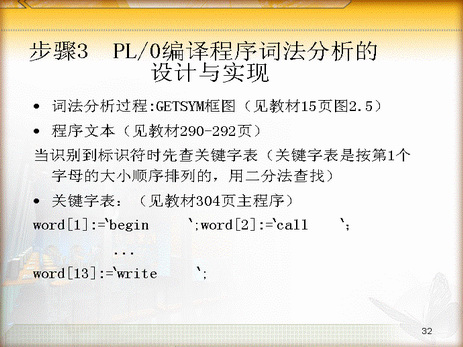 步骤3 PL/0编译程序词法分析的
设计与实现
• 词法分析过程:GETSYM框图（见教材15页图2.5）
• 程序文本（见教材290-292页）
当识别到标识符时先查关键字表（关键字表是按第1个
字母的大小顺序排列的，用二分法查找）
• 关键字表：（见教材304页主程序）
word[1]:=‵begin ‵;word[2]:=‵call ‵;
...
word[13]:=‵write ‵;
32